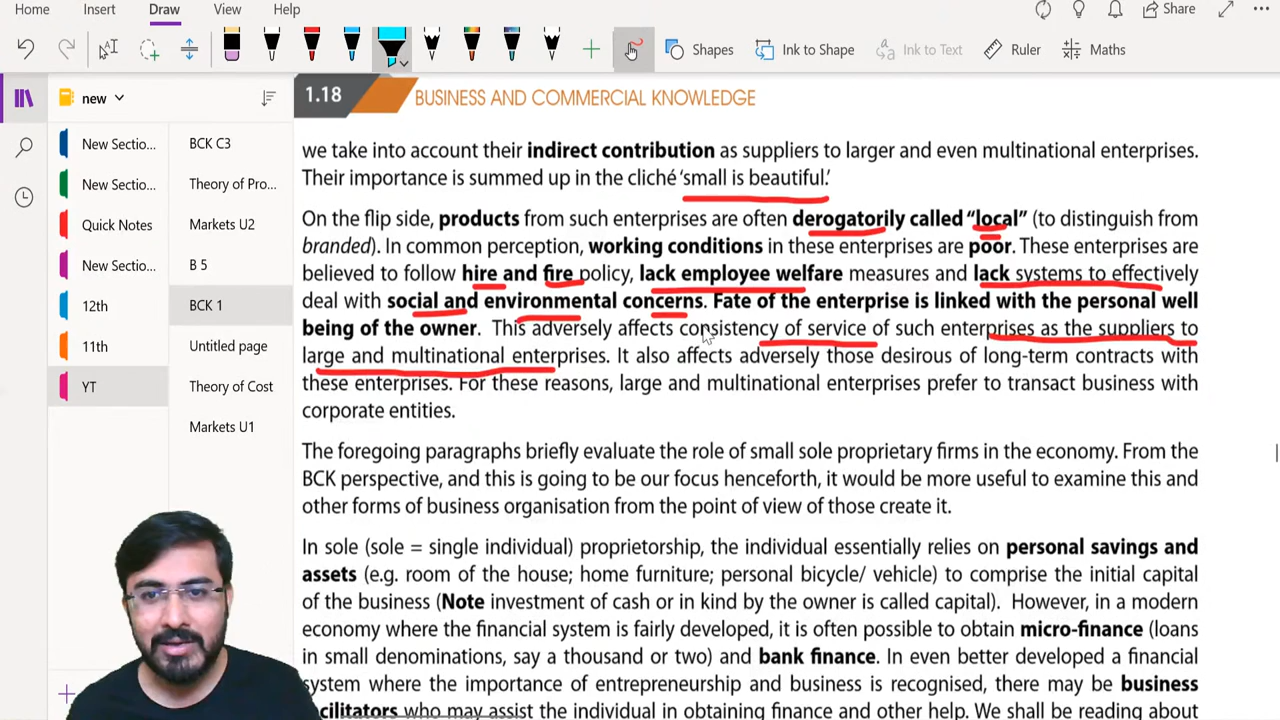 Home Insert Draw View Help Share
Shapes Ink to Shape Ink to Text Ruler Maths
new
New Sectio...
New Sectio...
Quick Notes
New Sectio...
12th
11th
YT
BCK C3
Theory of Pro...
Markets U2
B 5
BCK 1
Untitled page
Theory of Cost
Markets U1
1.18 BUSINESS AND COMMERCIAL KNOWLEDGE
we take into account their indirect contribution as suppliers to larger and even multinational enterprises.
Their importance is summed up in the cliché ‘small is beautiful.’
On the flip side, products from such enterprises are often derogatorily called “local” (to distinguish from
branded). In common perception, working conditions in these enterprises are poor. These enterprises are
believed to follow hire and fire policy, lack employee welfare measures and lack systems to effectively
deal with social and environmental concerns. Fate of the enterprise is linked with the personal well
being of the owner. This adversely affects consistency of service of such enterprises as the suppliers to
large and multinational enterprises. It also affects adversely those desirous of long-term contracts with
these enterprises. For these reasons, large and multinational enterprises prefer to transact business with
corporate entities.
The foregoing paragraphs briefly evaluate the role of small sole proprietary firms in the economy. From the
BCK perspective, and this is going to be our focus henceforth, it would be more useful to examine this and
other forms of business organisation from the point of view of those create it.
In sole (sole = single individual) proprietorship, the individual essentially relies on personal savings and
assets (e.g. room of the house; home furniture; personal bicycle/ vehicle) to comprise the initial capital
of the business (Note investment of cash or in kind by the owner is called capital). However, in a modern
economy where the financial system is fairly developed, it is often possible to obtain micro-finance (loans
in small denominations, say a thousand or two) and bank finance. In even better developed a financial
system where the importance of entrepreneurship and business is recognised, there may be business
cilitators who may assist the individual in obtaining finance and other help. We shall be reading about